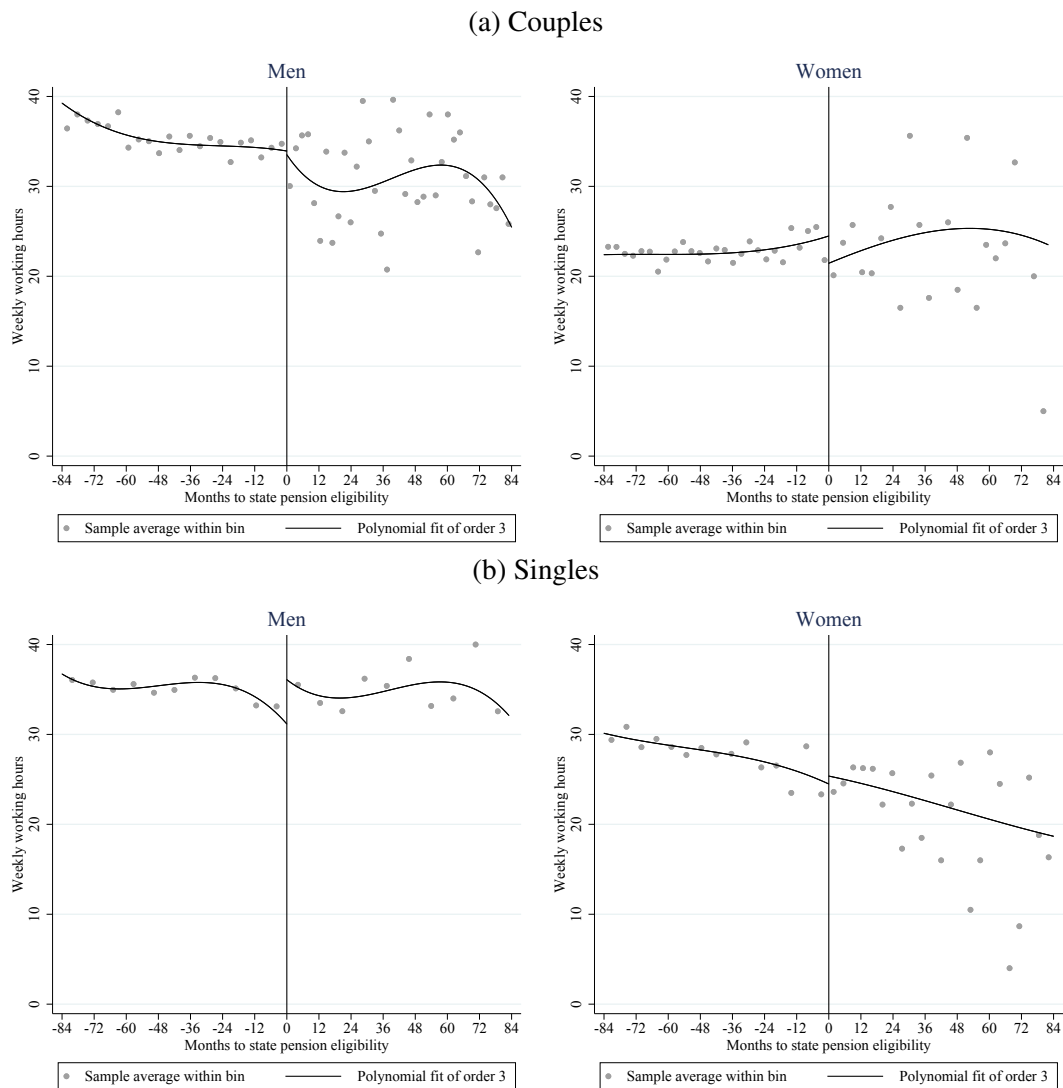 (a) Couples
Men
Weekly working hours
40
30
20
10
0
-84 -72 -60 -48 -36 -24 -12 0 12 24 36 48 60 72 84
Months to state pension eligibility
Sample average within bin Polynomial fit of order 3
Women
Weekly working hours
40
30
20
10
0
-84 -72 -60 -48 -36 -24 -12 0 12 24 36 48 60 72 84
Months to state pension eligibility
Sample average within bin Polynomial fit of order 3
(b) Singles
Men
Weekly working hours
40
30
20
10
0
-84 -72 -60 -48 -36 -24 -12 0 12 24 36 48 60 72 84
Months to state pension eligibility
Sample average within bin Polynomial fit of order 3
Women
Weekly working hours
40
30
20
10
0
-84 -72 -60 -48 -36 -24 -12 0 12 24 36 48 60 72 84
Months to state pension eligibility
Sample average within bin Polynomial fit of order 3